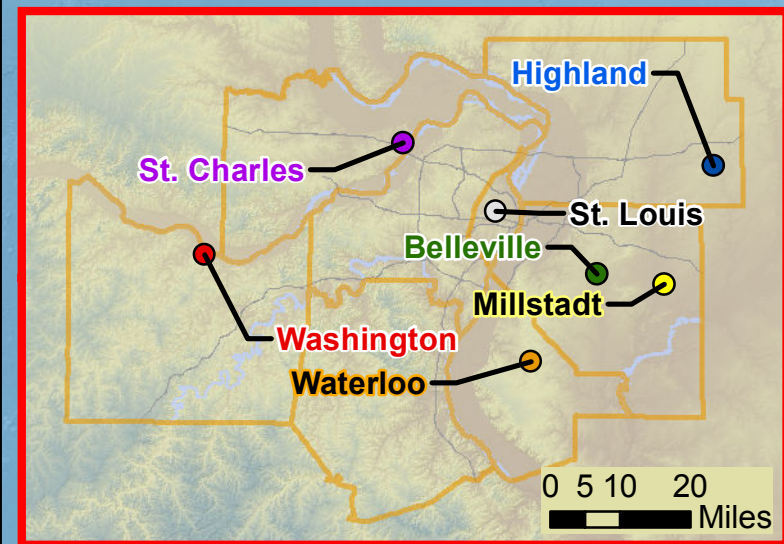 Highland
St. Charles
St. Louis
Belleville
Millstadt
Washington
Waterloo
0 5 10 20
Miles